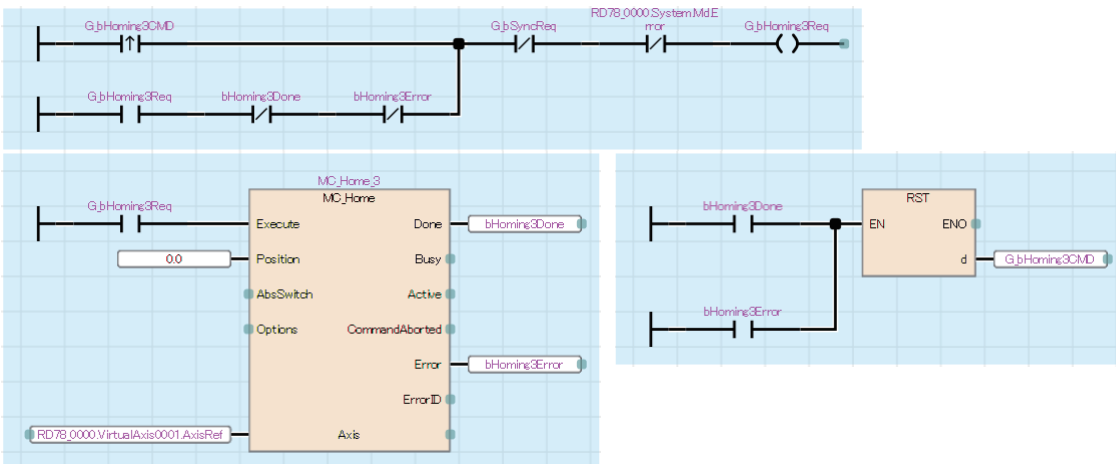 G_bHoming3CMD
G_bSyncReq
RD78_0000.System.Md.E
rror
G_bHoming3Req
G_bHoming3Req
bHoming3Done
bHoming3Error
MC_Home_3
MC_Home
G_bHoming3Req
Execute
Done
bHoming3Done
0.0
Position
Busy
AbsSwitch
Active
Options
CommandAborted
Error
bHoming3Error
ErrorID
RD78_0000.VirtualAxis0001.AxisRef
Axis
bHoming3Done
RST
EN
ENO
d
G_bHoming3CMD
bHoming3Error